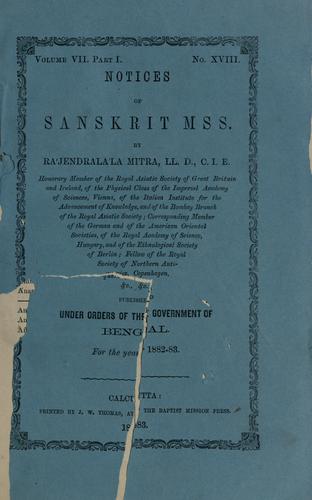 VOLUME VII. PART I. NO. XVIII.
NOTICES
OF
SANSKRIT MSS.
BY
RA'JENDRALA'LA MITRA, LL. D., C. I. E.
Honorary Member of the Royal Asiatic Society of Great Britain
and Ireland, of the Physical Class of the Imperial Academy
of Sciences, Vienna, of the Italian Institute for the
Advancement of Knowledge, and of the Bombay Branch
of the Royal Asiatic Society; Corresponding Member
of the German and of the American Oriental
Societies, of the Royal Academy of Science,
Hungary, and of the Ethnological Society
of Berlin; Fellow of the Royal
Society of Northern Anti-
Copenhagen.
&c., &c.
PUBLISHED
UNDER ORDERS OF THE GOVERNMENT OF
BENGAL.
For the year 1882-83.
CALCUTTA:
PRINTED BY J. W. THOMAS, AT THE BAPTIST MISSION PRESS.